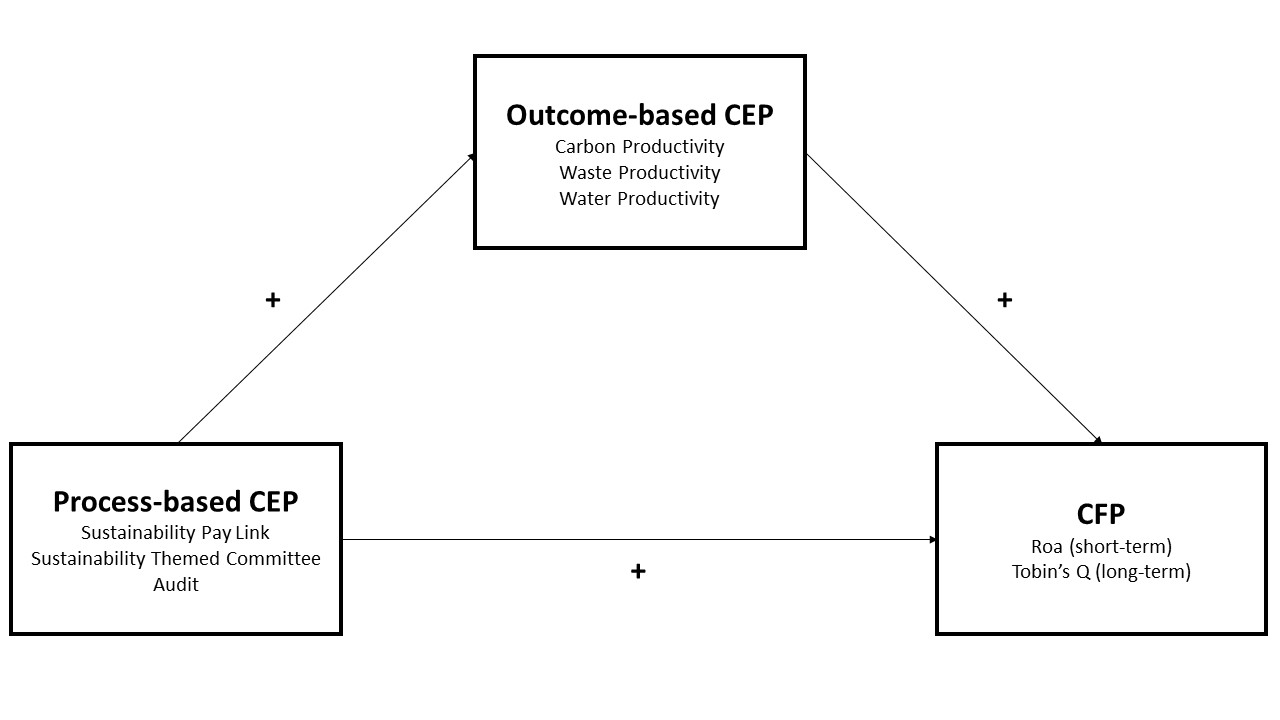 Outcome-based CEP
Carbon Productivity
Waste Productivity
Water Productivity
+
+
Process-based CEP
Sustainability Pay Link
Sustainability Themed Committee
Audit
+
CFP
Roa (short-term)
Tobin’s Q (long-term)